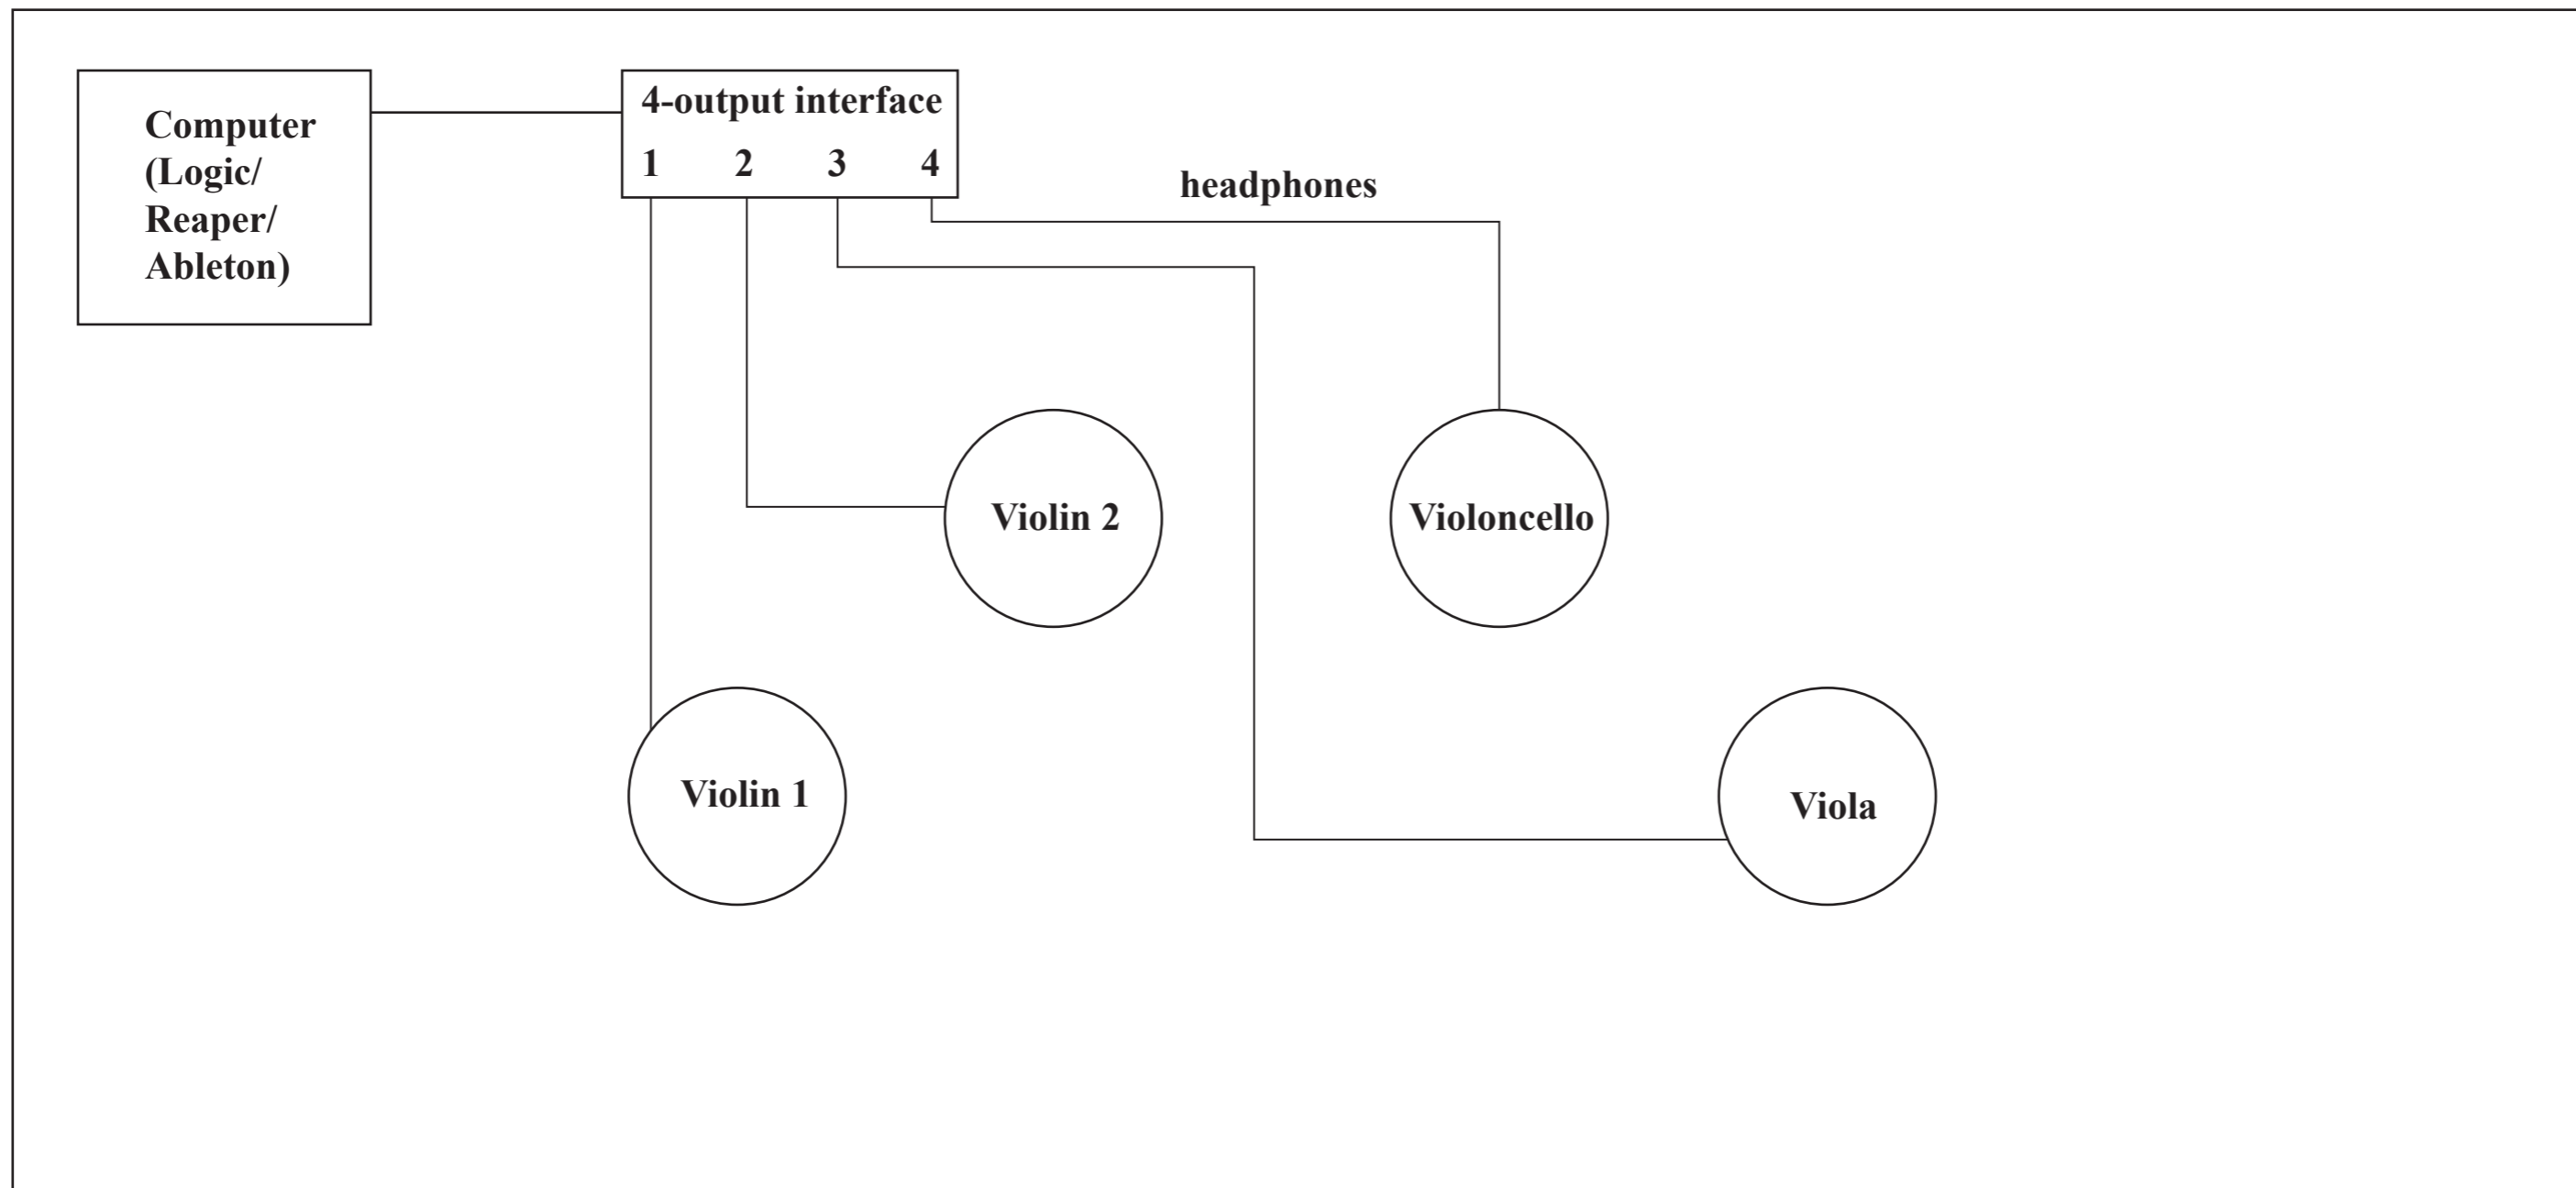 Computer
(Logic/
Reaper/
Ableton)
4-output interface
1 2 3 4
headphones
Violin 2
Violoncello
Violin 1
Viola